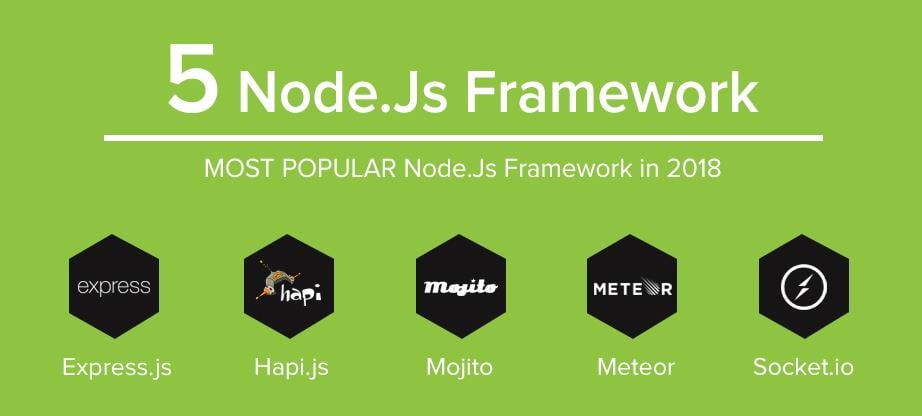 5 Node.Js Framework
MOST POPULAR Node.Js Framework in 2018
express
hapi
Mojito
METEOR
Express.js
Hapi.js
Mojito
Meteor
Socket.io